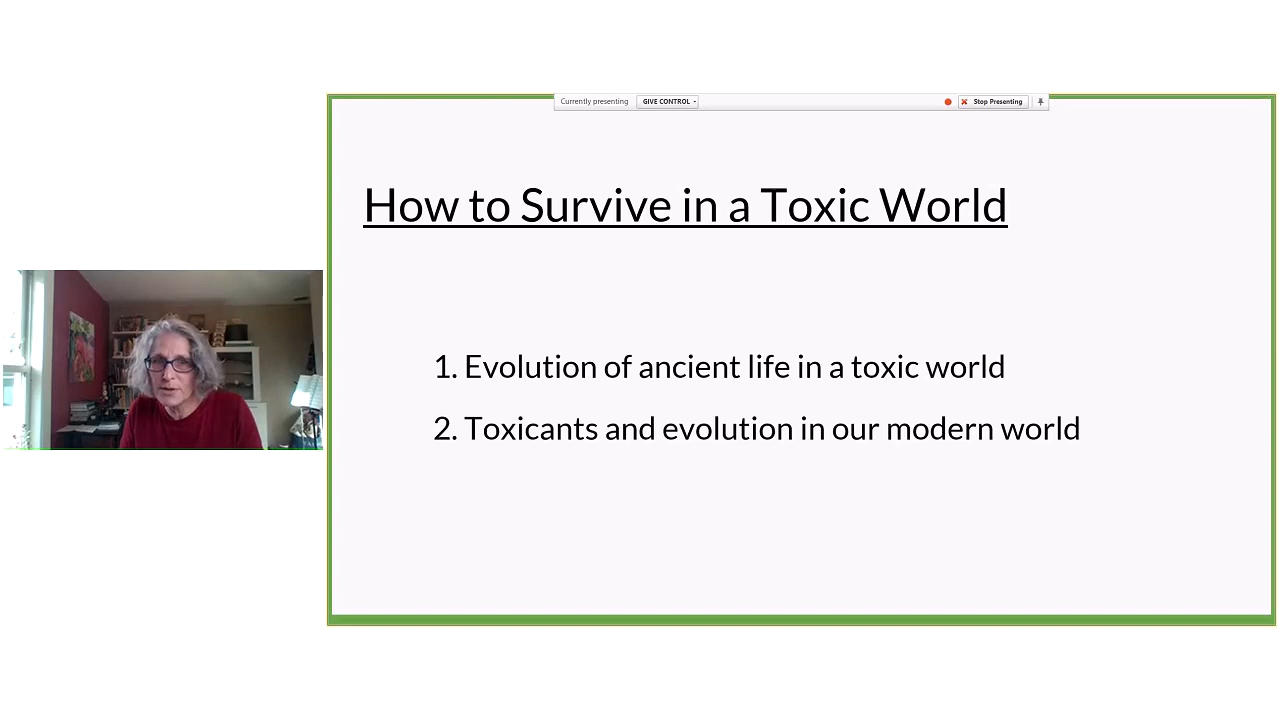 Currently presenting GIVE CONTROL Stop Presenting
How to Survive in a Toxic World
1. Evolution of ancient life in a toxic world
2. Toxicants and evolution in our modern world